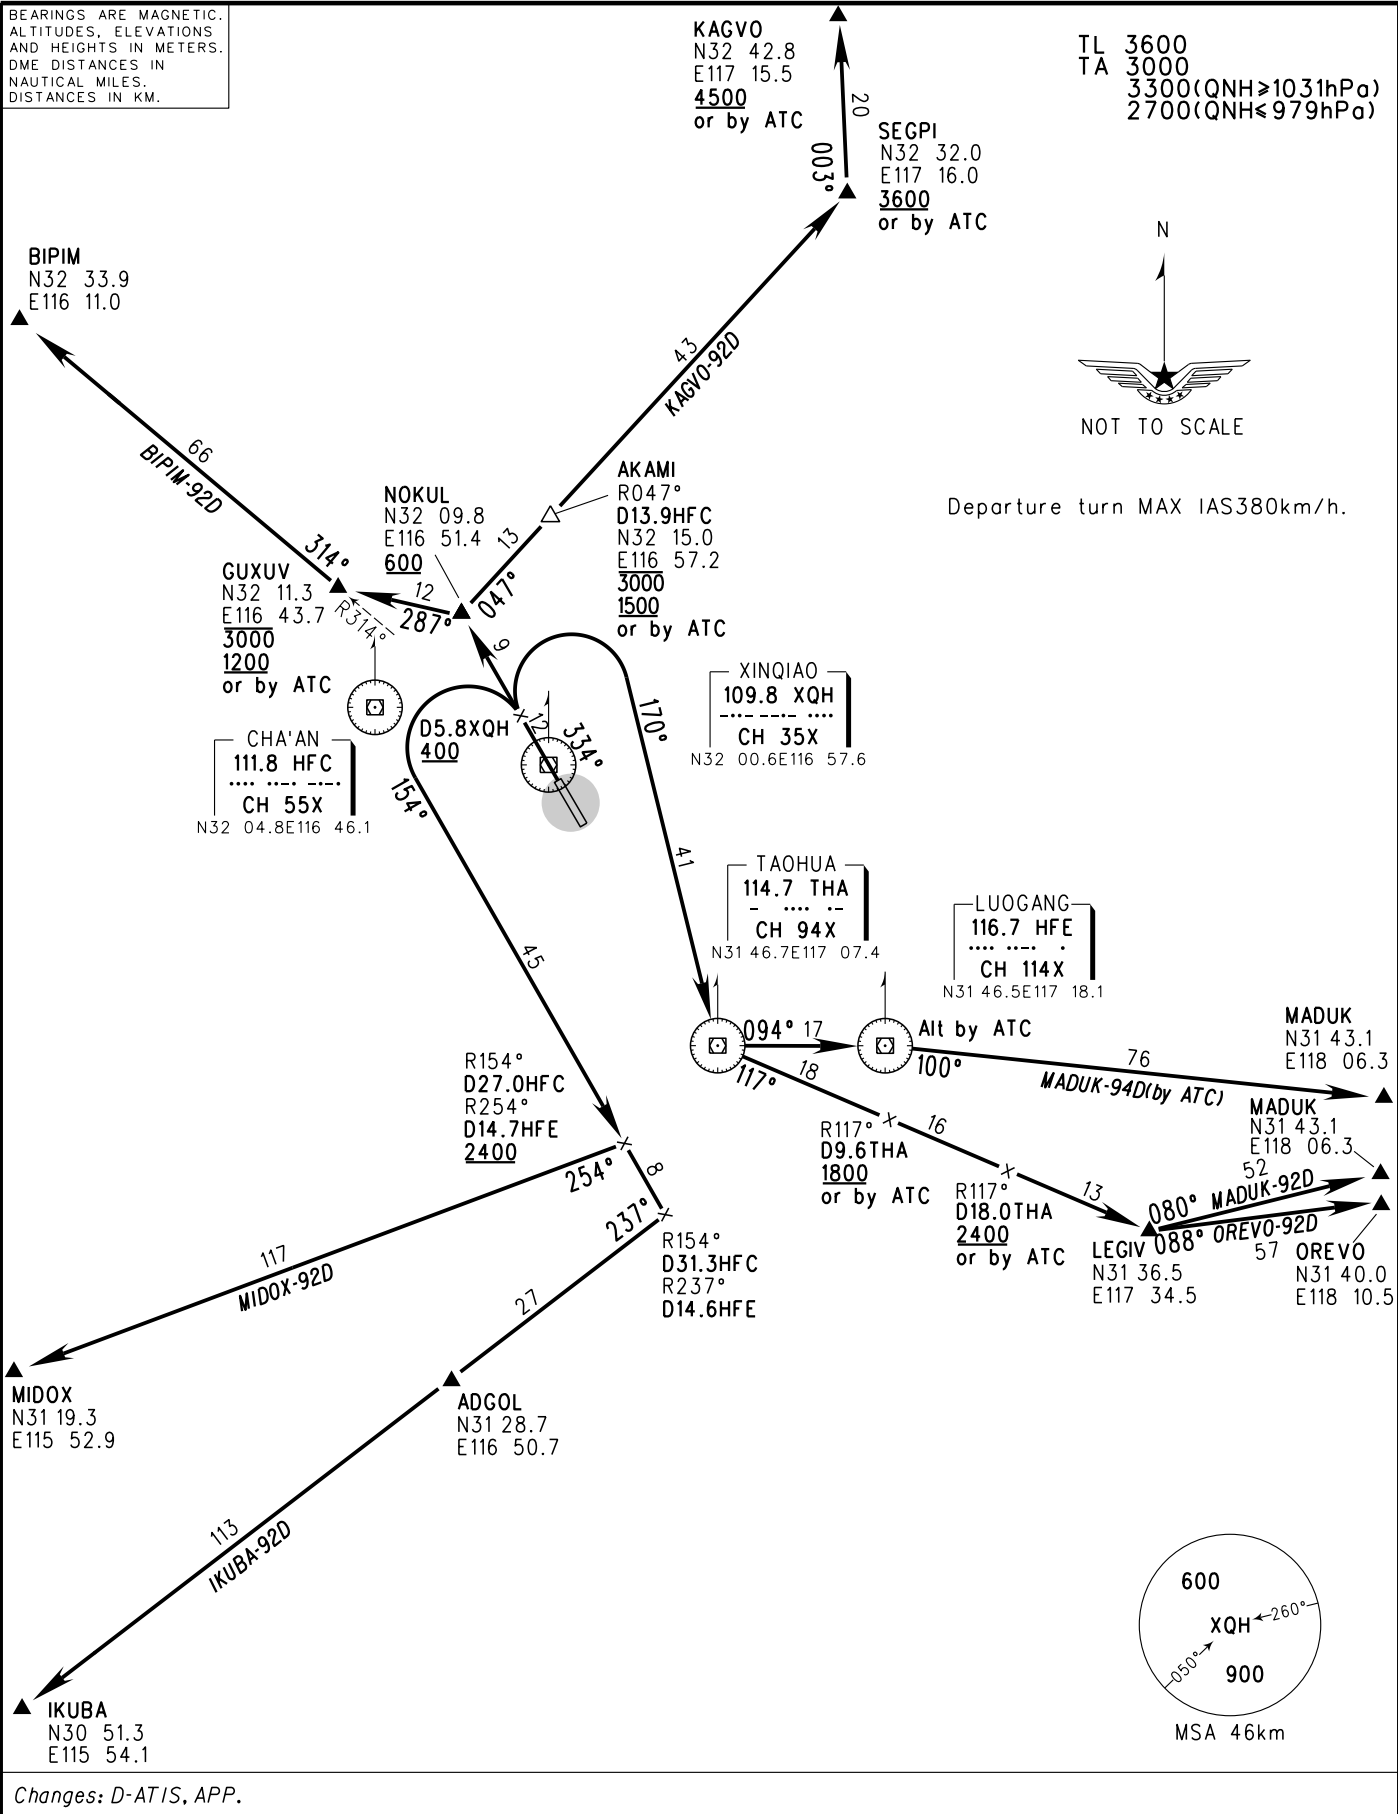 BEARINGS ARE MAGNETIC.
ALTITUDES, ELEVATIONS
AND HEIGHTS IN METERS.
DME DISTANCES IN
NAUTICAL MILES.
DISTANCES IN KM.
KAGVO
N32 42.8
E117 15.5
4500
or by ATC
TL 3600
TA 3000
3300(QNH≥1031hPa)
2700(QNH≤979hPa)
20
003°
SEGPI
N32 32.0
E117 16.0
3600
or by ATC
N
NOT TO SCALE
Departure turn MAX IAS380km/h.
BIPIM
N32 33.9
E116 11.0
66
BIPIM-92D
314°
43
KAGVO-92D
AKAMI
R047°
D13.9HFC
N32 15.0
E116 57.2
3000
1500
or by ATC
NOKUL
N32 09.8
E116 51.4
600
13
047°
GUXUV
N32 11.3
E116 43.7
3000
1200
or by ATC
12
287°
R314°
9
CHA'AN
111.8 HFC
.... ..-. -.-.
CH 55X
N32 04.8E116 46.1
D5.8XQH
400
12
334°
XINQIAO
109.8 XQH
-..- --.- ....
CH 35X
N32 00.6E116 57.6
170°
41
154°
45
TAOHUA
114.7 THA
- .... .-
CH 94X
N31 46.7E117 07.4
LUOGANG
116.7 HFE
.... ..-. .
CH 114X
N31 46.5E117 18.1
094° 17
Alt by ATC
100°
76
MADUK-94D(by ATC)
MADUK
N31 43.1
E118 06.3
117°
18
R117°
D9.6THA
1800
or by ATC
16
R117°
D18.0THA
2400
or by ATC
13
MADUK
N31 43.1
E118 06.3
52
080° MADUK-92D
088° OREVO-92D
57
LEGIV
N31 36.5
E117 34.5
OREVO
N31 40.0
E118 10.5
R154°
D27.0HFC
R254°
D14.7HFE
2400
254°
8
237°
R154°
D31.3HFC
R237°
D14.6HFE
117
MIDOX-92D
27
MIDOX
N31 19.3
E115 52.9
ADGOL
N31 28.7
E116 50.7
113
IKUBA-92D
IKUBA
N30 51.3
E115 54.1
600
XQH
260°
050°
900
MSA 46km
Changes: D-ATIS, APP.